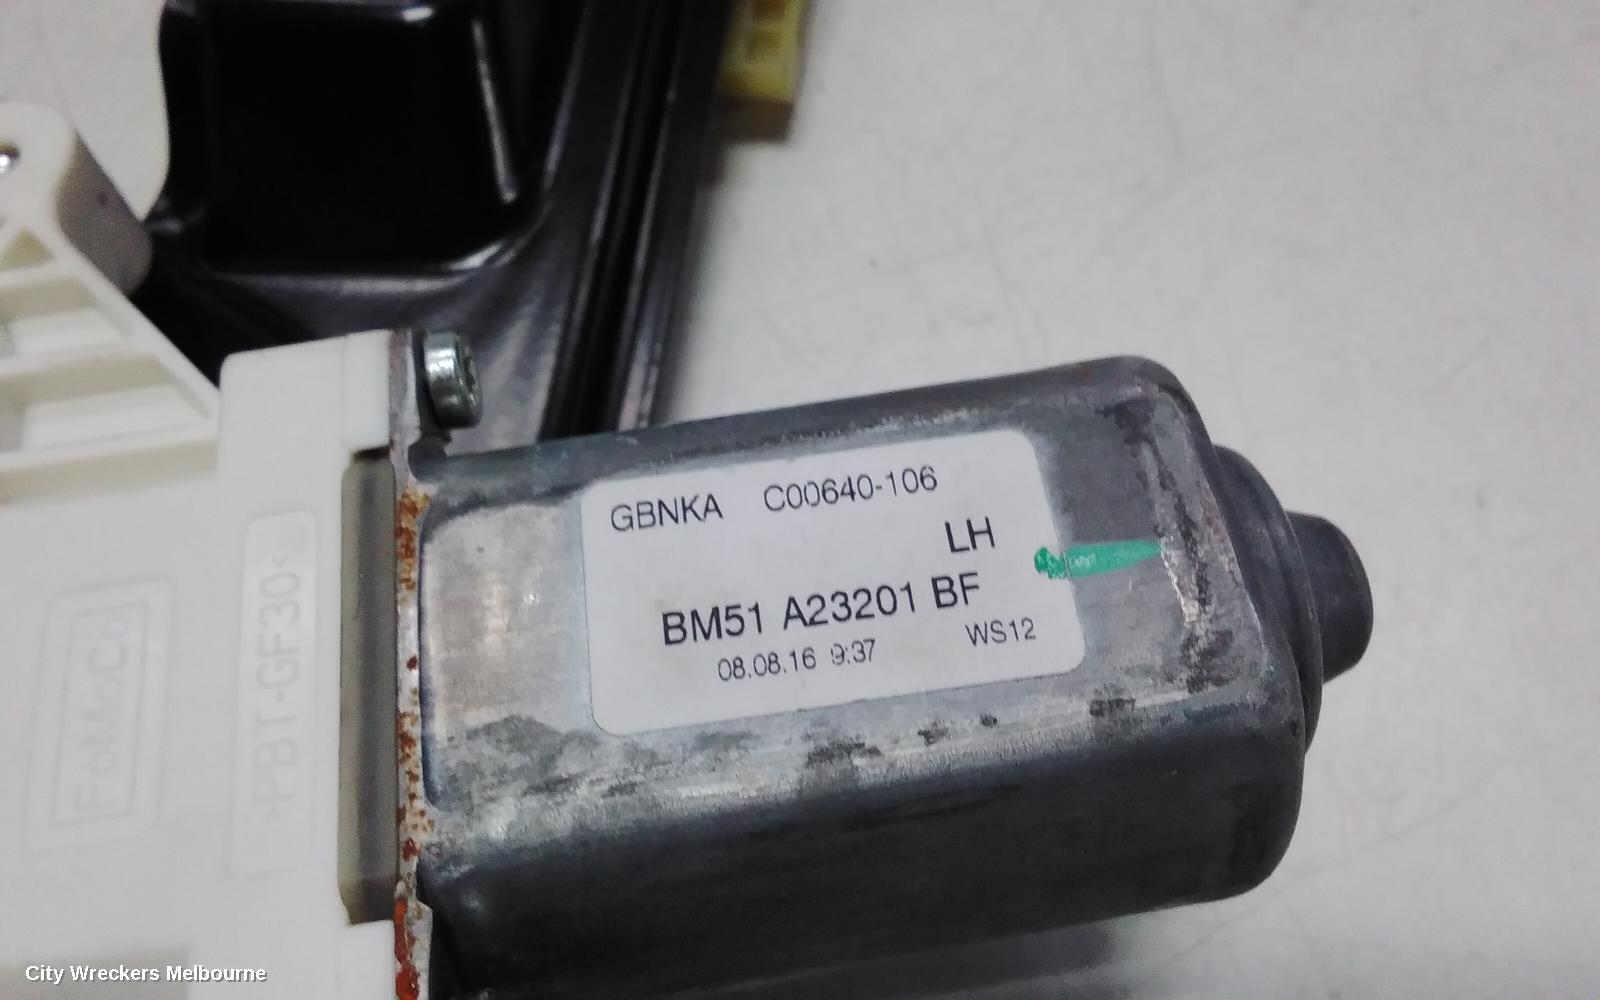 GBNKA C00640-106
LH
BM51 A23201 BF
08.08.16 9:37 WS12
FoMoCo
>PBT-GF30<
City Wreckers Melbourne